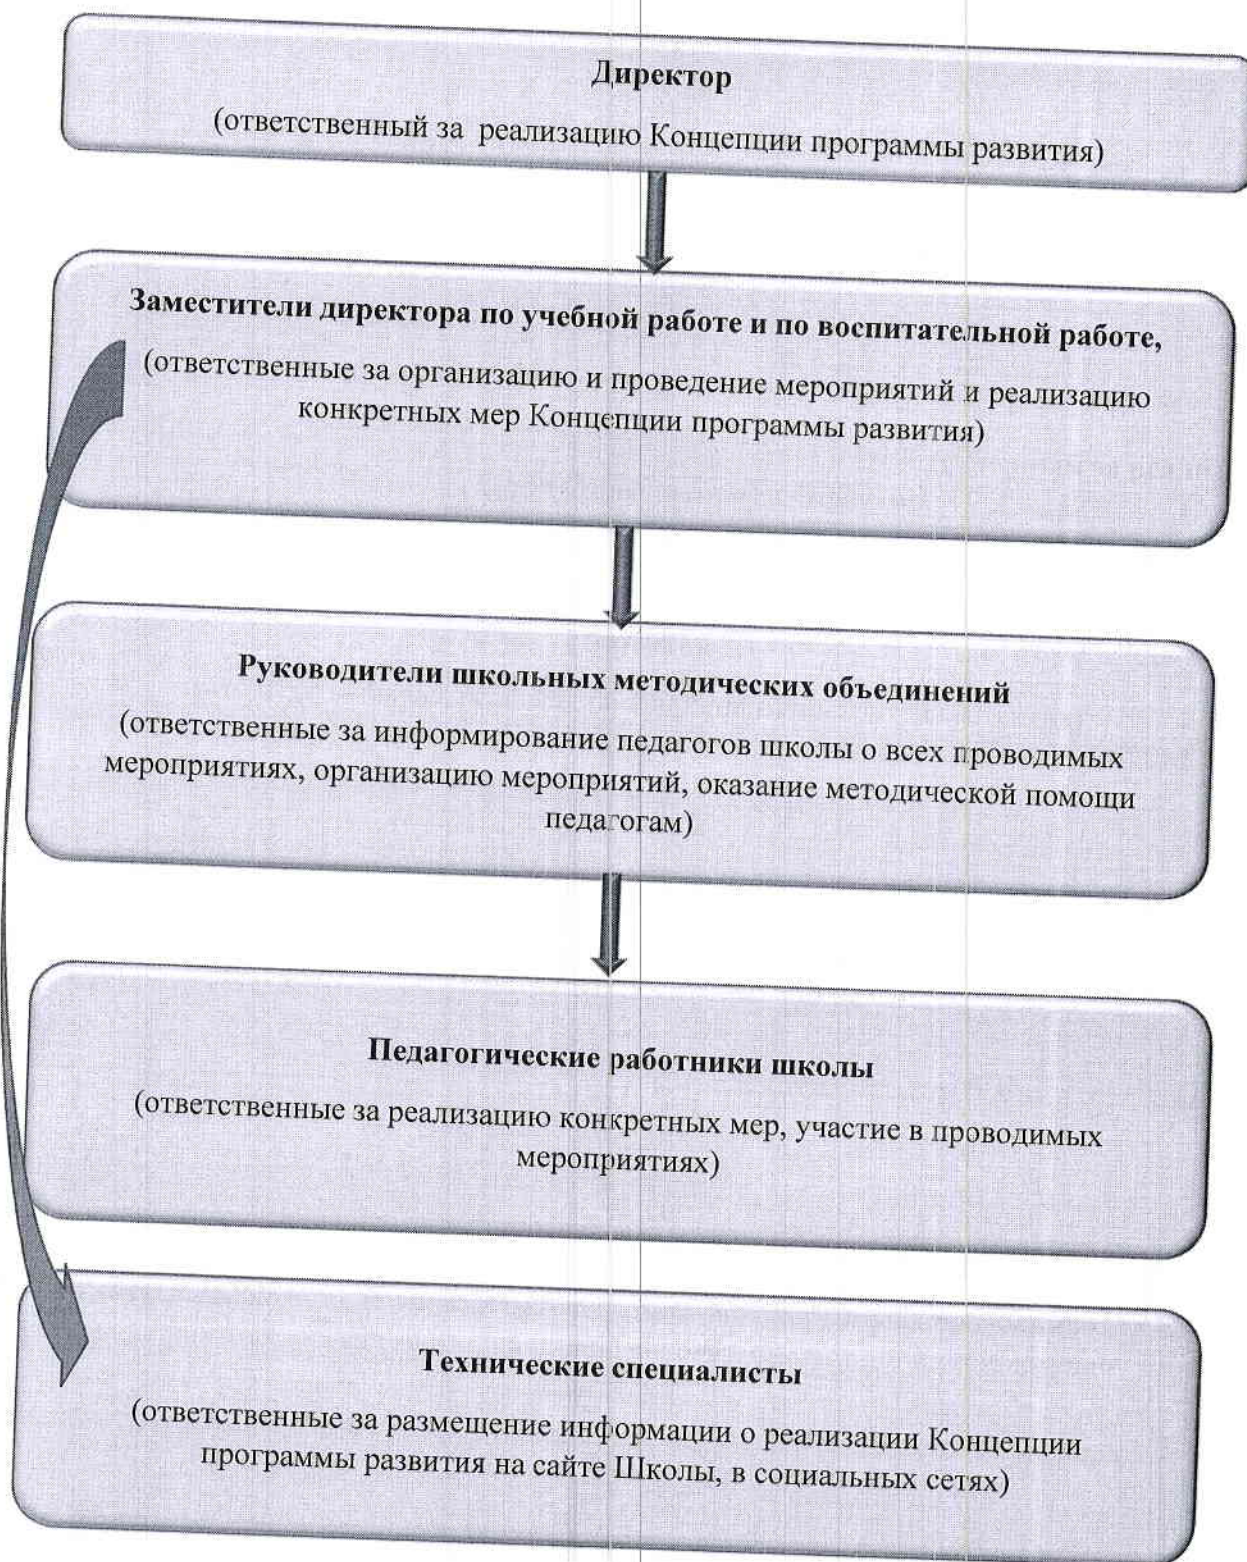 Директор
(ответственный за реализацию Концепции программы развития)
Заместители директора по учебной работе и по воспитательной работе,
(ответственные за организацию и проведение мероприятий и реализацию
конкретных мер Концепции программы развития)
Руководители школьных методических объединений
(ответственные за информирование педагогов школы о всех проводимых
мероприятиях, организацию мероприятий, оказание методической помощи
педагогам)
Педагогические работники школы
(ответственные за реализацию конкретных мер, участие в проводимых
мероприятиях)
Технические специалисты
(ответственные за размещение информации о реализации Концепции
программы развития на сайте Школы, в социальных сетях)